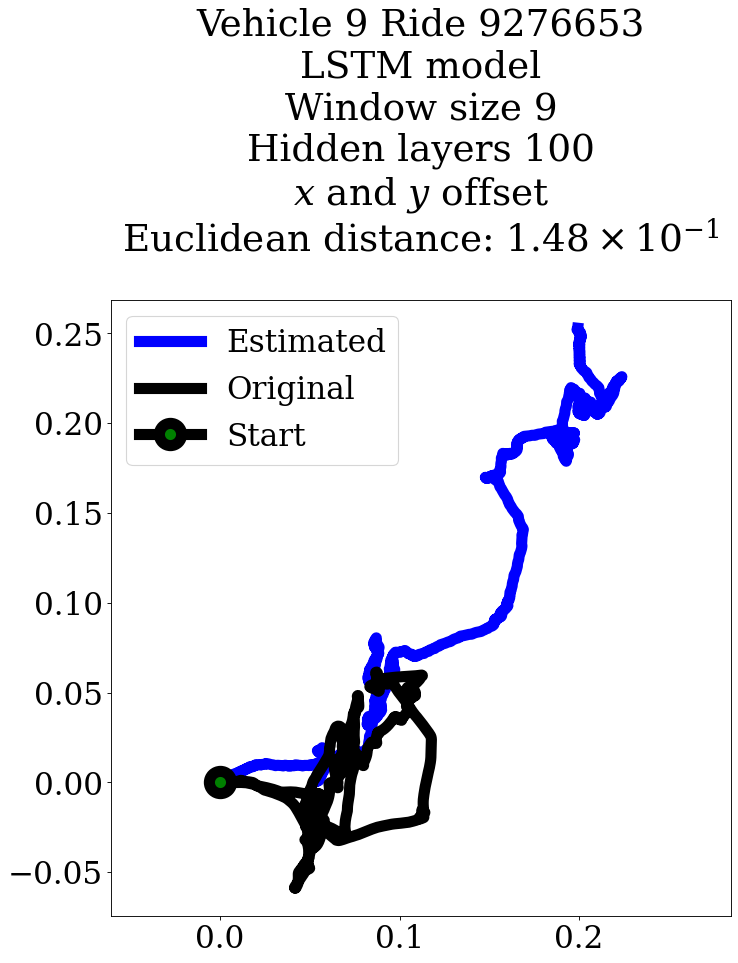 Vehicle 9 Ride 9276653
LSTM model
Window size 9
Hidden layers 100
x and y offset
Euclidean distance: 1.48 × 10⁻¹
Estimated
Original
Start
0.25
0.20
0.15
0.10
0.05
0.00
−0.05
0.0 0.1 0.2